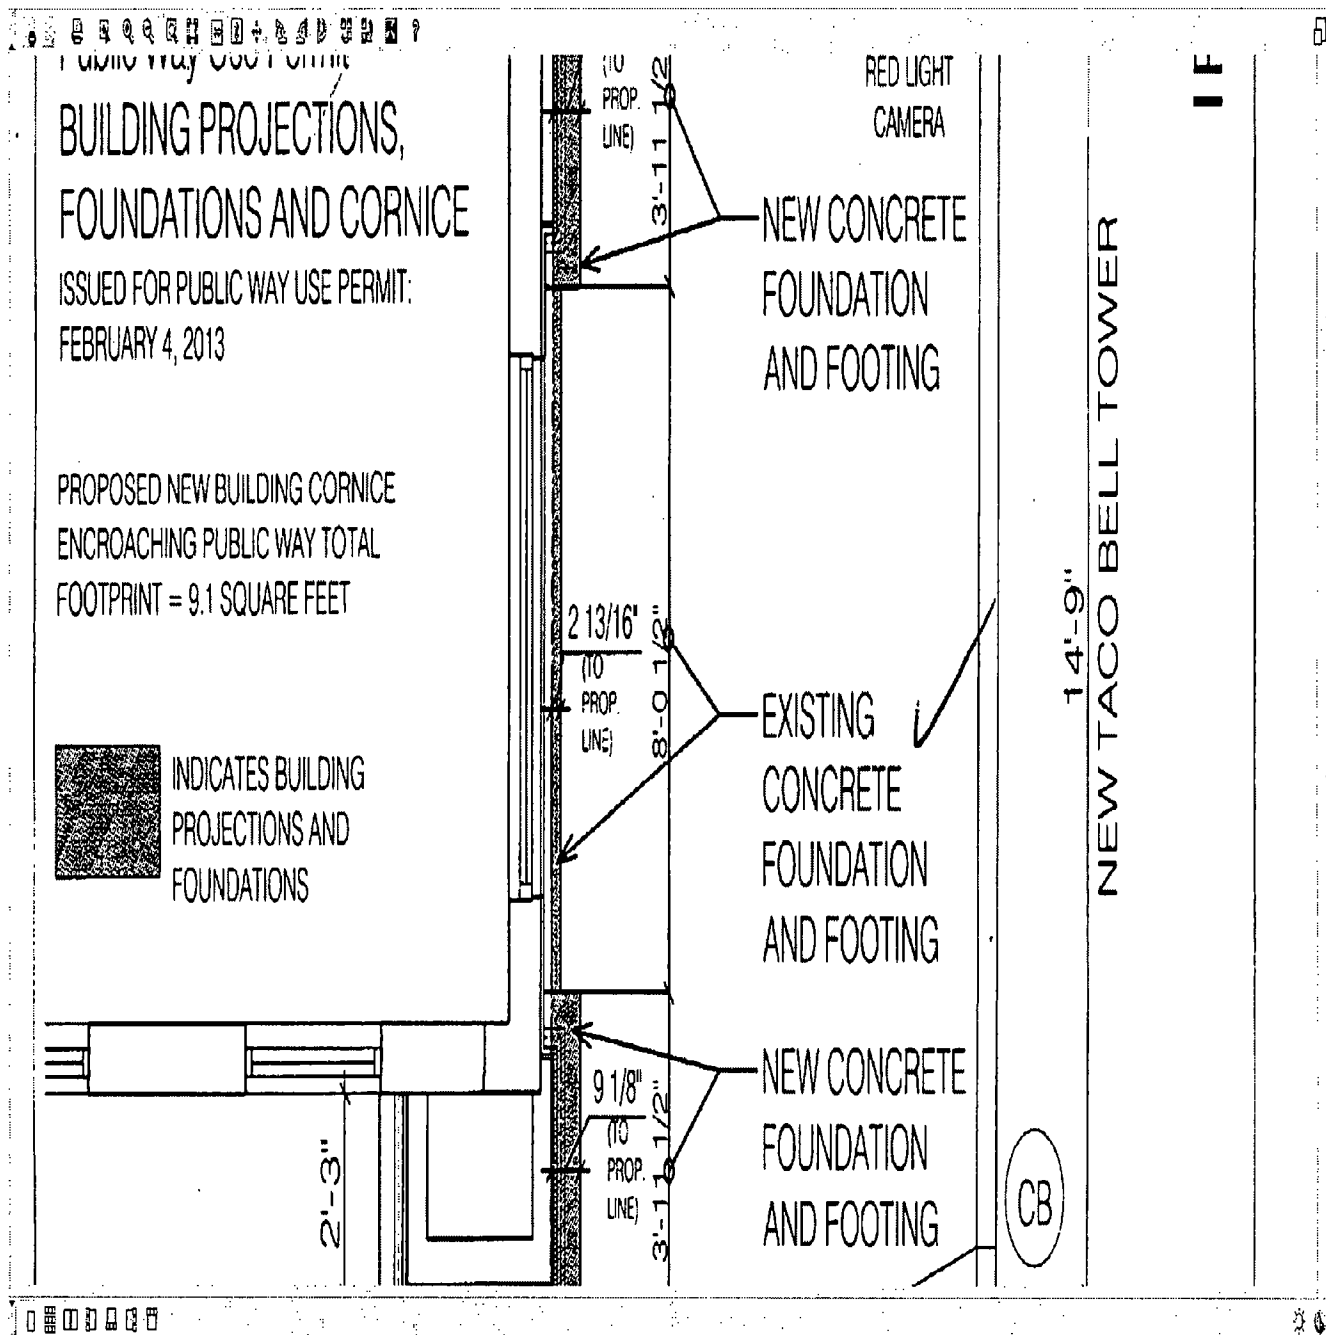 Public Way Use Permit
BUILDING PROJECTIONS,
FOUNDATIONS AND CORNICE
ISSUED FOR PUBLIC WAY USE PERMIT:
FEBRUARY 4, 2013
PROPOSED NEW BUILDING CORNICE
ENCROACHING PUBLIC WAY TOTAL
FOOTPRINT = 9.1 SQUARE FEET
INDICATES BUILDING
PROJECTIONS AND
FOUNDATIONS
2'-3"
(TO
PROP.
LINE)
3'-11 1/2
2 13/16"
(TO
PROP.
LINE)
8'-0 1/2"
9 1/8"
(TO
PROP.
LINE)
3'-11 1/2"
RED LIGHT
CAMERA
NEW CONCRETE
FOUNDATION
AND FOOTING
EXISTING
CONCRETE
FOUNDATION
AND FOOTING
NEW CONCRETE
FOUNDATION
AND FOOTING
CB
14'-9"
NEW TACO BELL TOWER